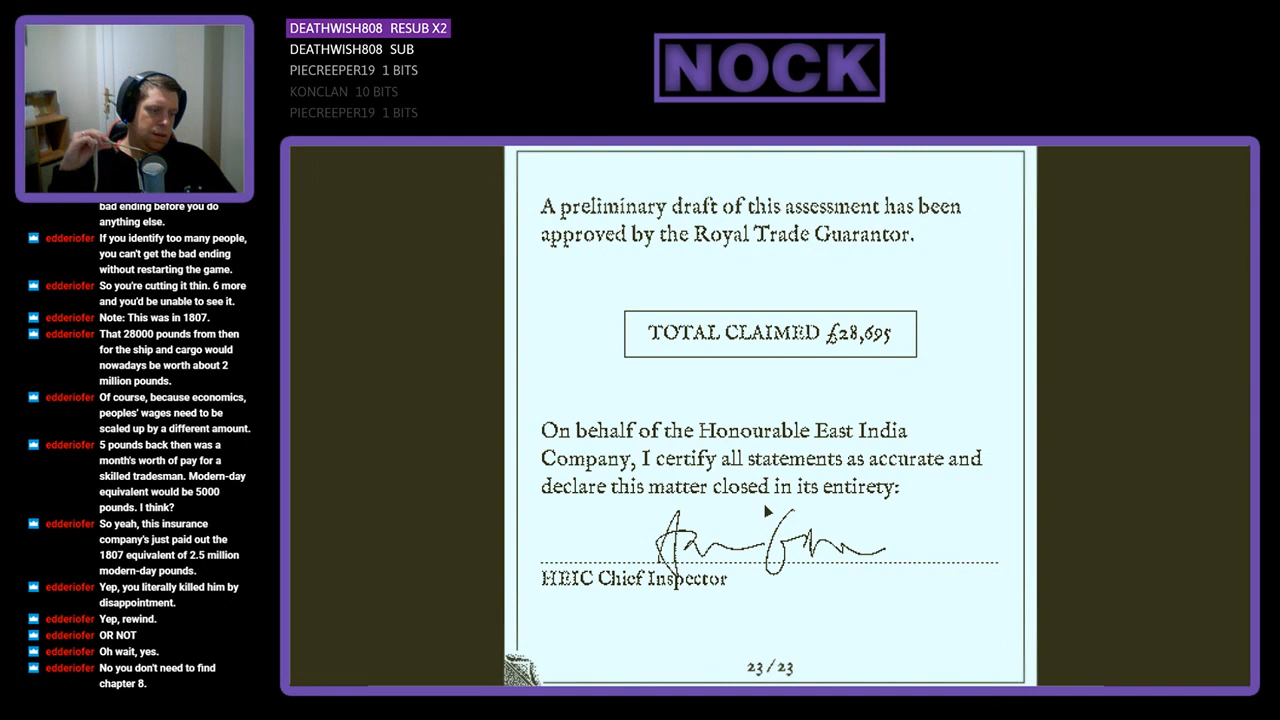 DEATHWISH808 RESUB X2
DEATHWISH808 SUB
PIECREEPER19 1 BITS
KONCLAN 10 BITS
PIECREEPER19 1 BITS
NOCK
bad ending before you do
anything else.
edderiofer If you identify too many people,
you can't get the bad ending
without restarting the game.
edderiofer So you're cutting it thin. 6 more
and you'd be unable to see it.
edderiofer Note: This was in 1807.
edderiofer That 28000 pounds from then
for the ship and cargo would
nowadays be worth about 2
million pounds.
edderiofer Of course, because economics,
peoples' wages need to be
scaled up by a different amount.
edderiofer 5 pounds back then was a
month's worth of pay for a
skilled tradesman. Modern-day
equivalent would be 5000
pounds. I think?
edderiofer So yeah, this insurance
company's just paid out the
1807 equivalent of 2.5 million
modern-day pounds.
edderiofer Yep, you literally killed him by
disappointment.
edderiofer Yep, rewind.
edderiofer OR NOT
edderiofer Oh wait, yes.
edderiofer No you don't need to find
chapter 8.
A preliminary draft of this assessment has been
approved by the Royal Trade Guarantor.
TOTAL CLAIMED £28,695
On behalf of the Honourable East India
Company, I certify all statements as accurate and
declare this matter closed in its entirety:
HEIC Chief Inspector
23/23